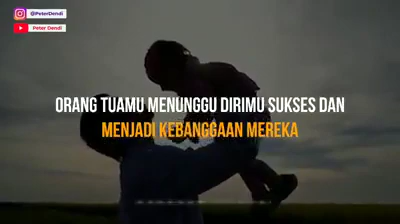 @PeterDendi
Peter Dendi
ORANG TUAMU MENUNGGU DIRIMU SUKSES DAN
MENJADI KEBANGGAAN MEREKA